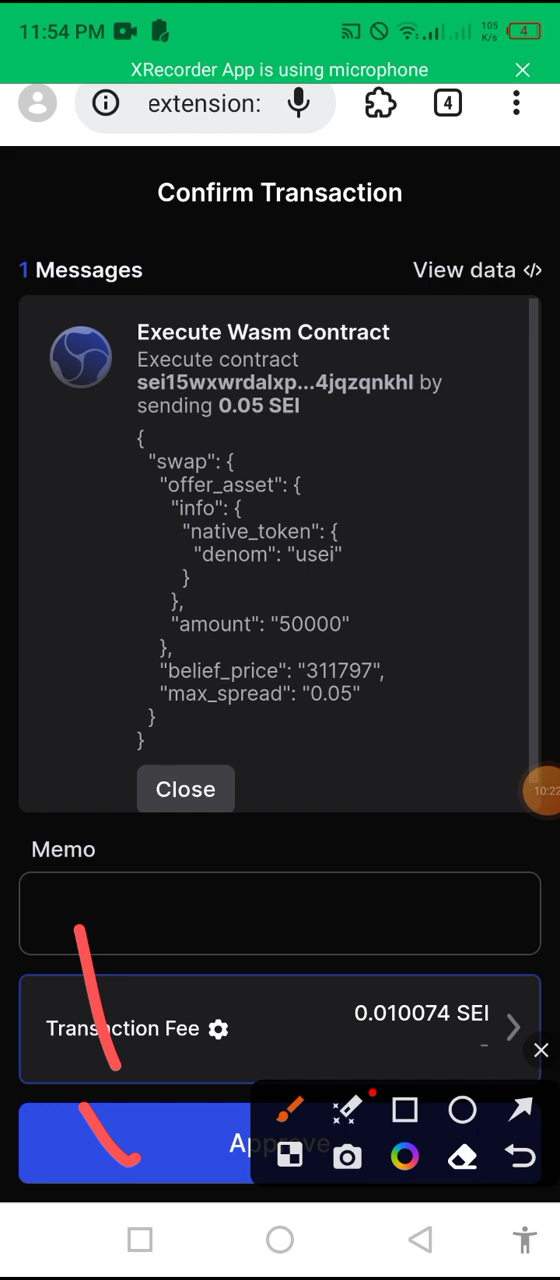 11:54 PM
105
K/s
4
XRecorder App is using microphone
extension:
4
Confirm Transaction
1 Messages
View data </>
Execute Wasm Contract
Execute contract
sei15wxwrdalxp...4jqzqnkhl by
sending 0.05 SEI
{
"swap": {
"offer_asset": {
"info": {
"native_token": {
"denom": "usei"
}
},
"amount": "50000"
},
"belief_price": "311797",
"max_spread": "0.05"
}
}
Close
10:22
Memo
0.010074 SEI
Transaction Fee
-
Approve